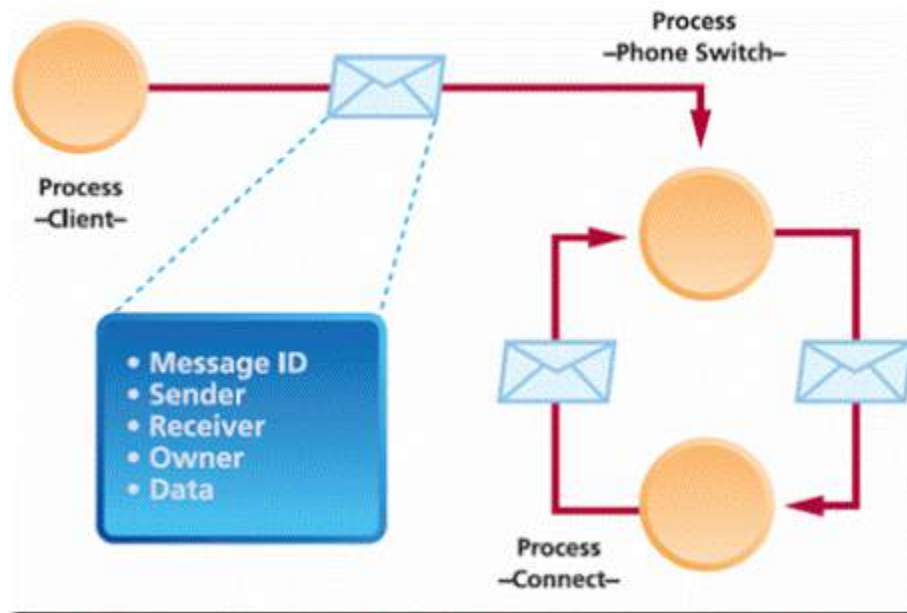 Process
–Phone Switch–
Process
–Client–
• Message ID
• Sender
• Receiver
• Owner
• Data
Process
–Connect–